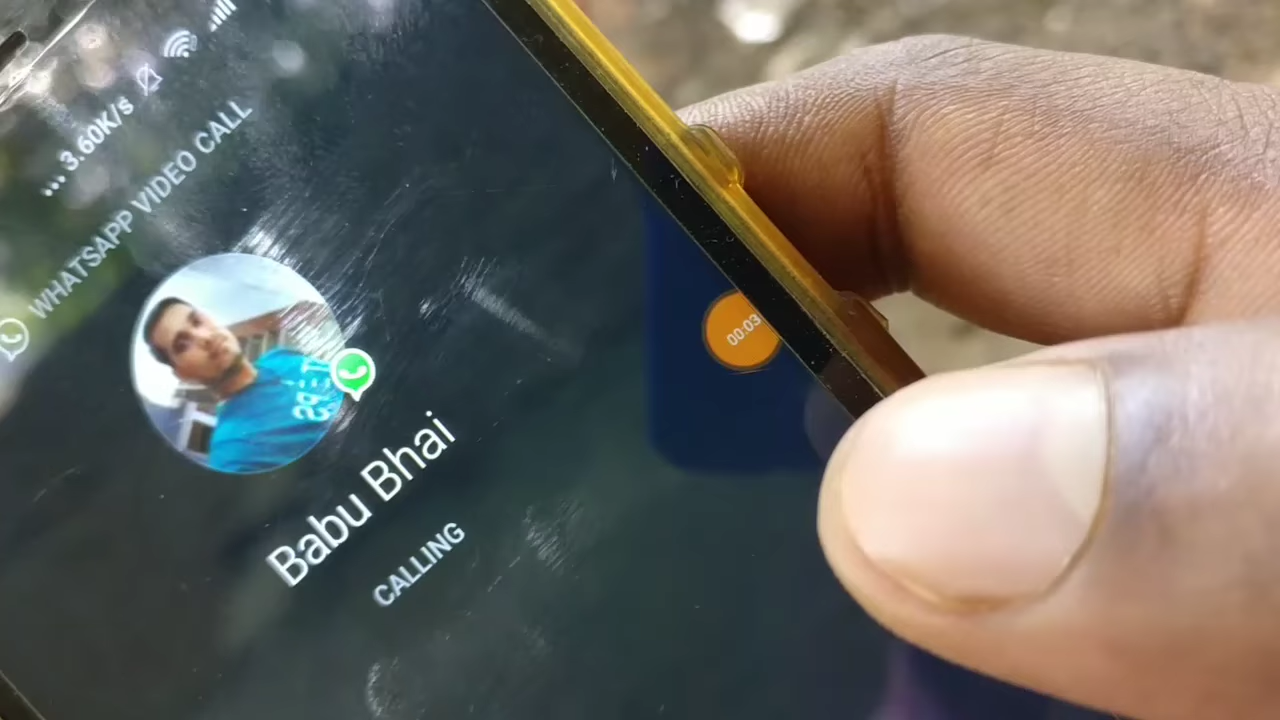 ... 3.60K/s
WHATSAPP VIDEO CALL
Babu Bhai
CALLING
00:03